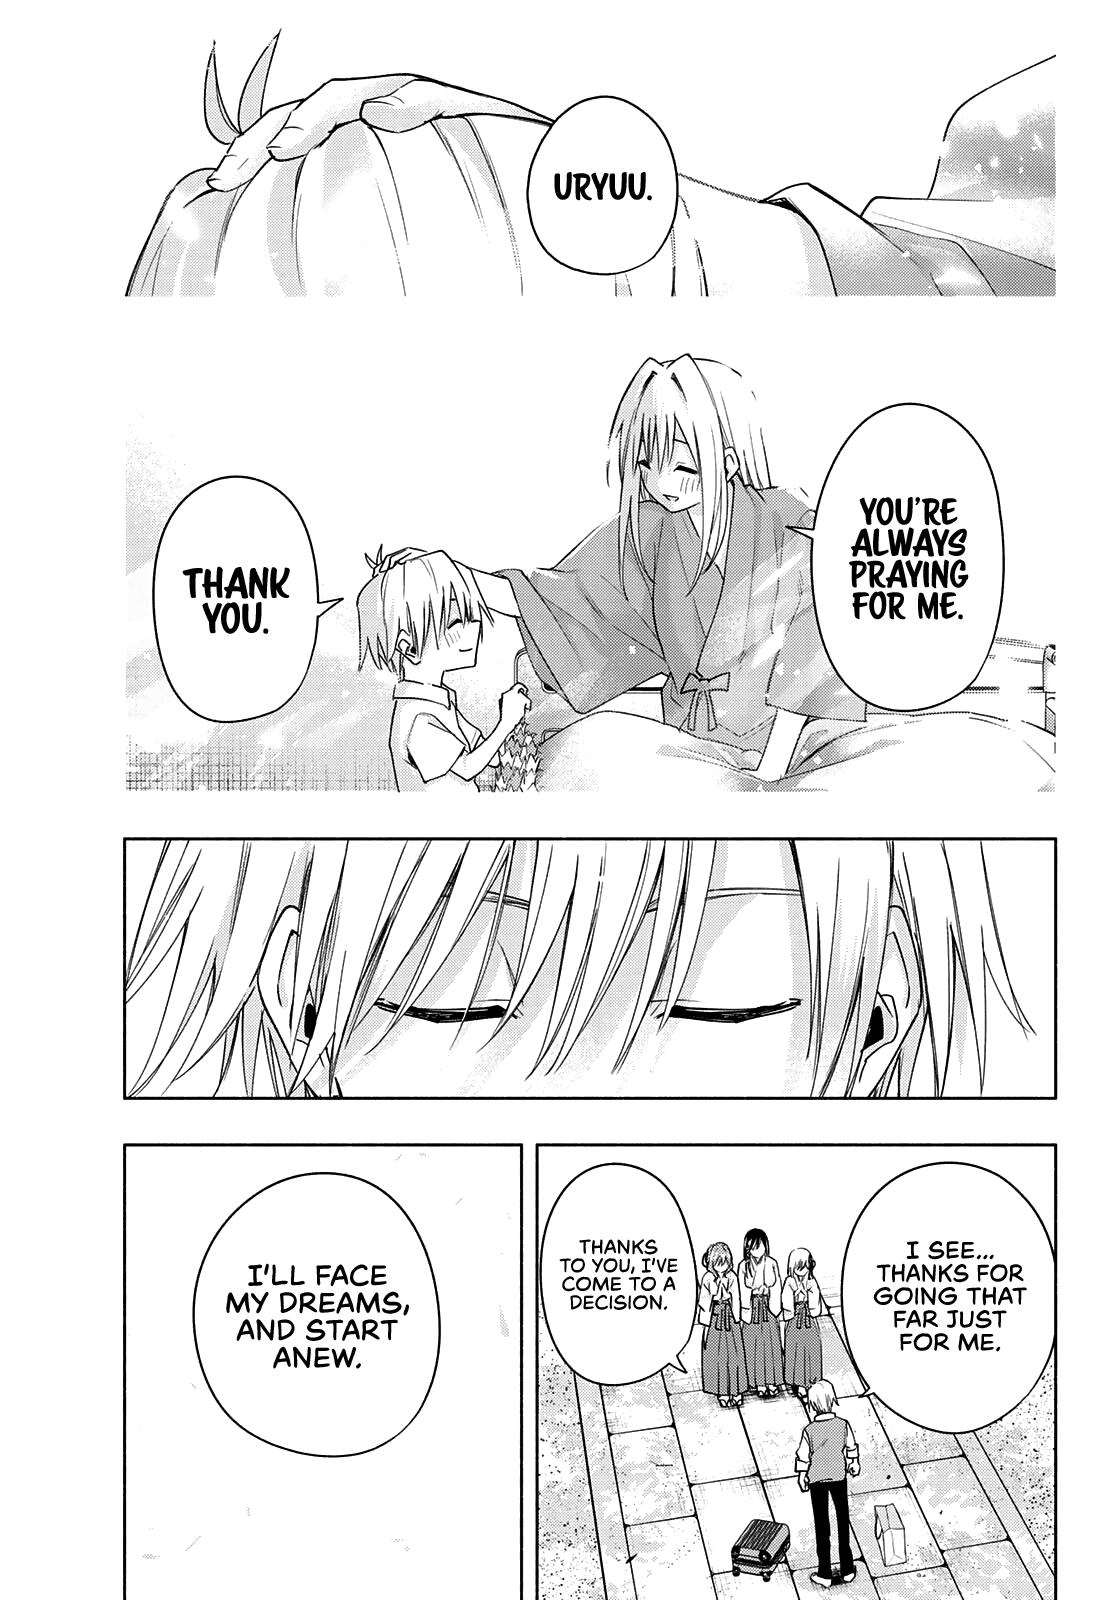 URYUU.
YOU'RE
ALWAYS
PRAYING
FOR ME.
THANK
YOU.
I SEE...
THANKS FOR
GOING THAT
FAR JUST
FOR ME.
THANKS
TO YOU, I'VE
COME TO A
DECISION.
I'LL FACE
MY DREAMS,
AND START
ANEW.